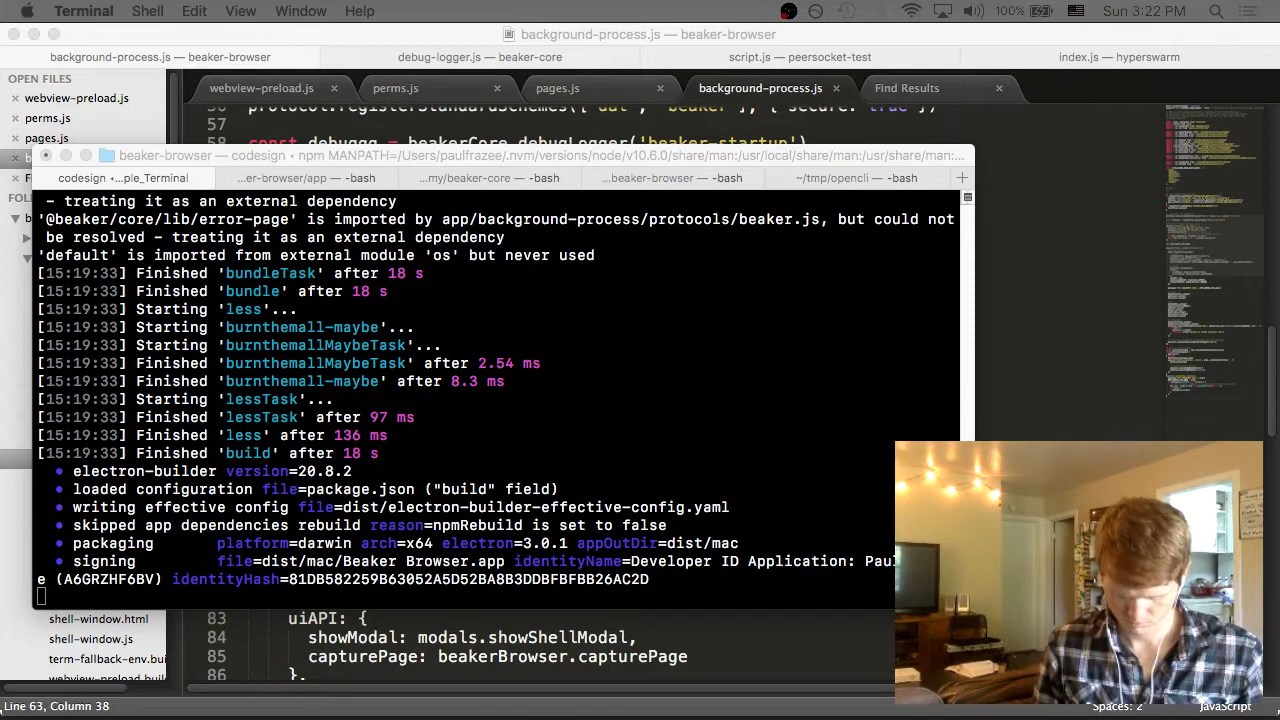 Terminal Shell Edit View Window Help 100% Sun 3:22 PM
background-process.js — beaker-browser
background-process.js — beaker-browser debug-logger.js — beaker-core script.js — peersocket-test index.js — hyperswarm
OPEN FILES
webview-preload.js
perms.js
pages.js
webview-preload.js perms.js pages.js background-process.js Find Results
57
beaker-browser — codesign ◂ npm MANPATH=/Users/paulfrazee/.nvm/versions/node/v10.6.0/share/man:/usr/local/share/man:/usr/share/man:...
codesign ◂...pe_Terminal ...er-browser/app — -bash ...my/beaker-core — -bash ...beaker-browser — -bash ~/tmp/opencli — -bash
- treating it as an external dependency
'@beaker/core/lib/error-page' is imported by app/background-process/protocols/beaker.js, but could not
be resolved – treating it as an external dependency
'default' is imported from external module 'os' but never used
[15:19:33] Finished 'bundleTask' after 18 s
[15:19:33] Finished 'bundle' after 18 s
[15:19:33] Starting 'less'...
[15:19:33] Starting 'burnthemall-maybe'...
[15:19:33] Starting 'burnthemallMaybeTask'...
[15:19:33] Finished 'burnthemallMaybeTask' after 2.54 ms
[15:19:33] Finished 'burnthemall-maybe' after 8.3 ms
[15:19:33] Starting 'lessTask'...
[15:19:33] Finished 'lessTask' after 97 ms
[15:19:33] Finished 'less' after 136 ms
[15:19:33] Finished 'build' after 18 s
• electron-builder version=20.8.2
• loaded configuration file=package.json ("build" field)
• writing effective config file=dist/electron-builder-effective-config.yaml
• skipped app dependencies rebuild reason=npmRebuild is set to false
• packaging platform=darwin arch=x64 electron=3.0.1 appOutDir=dist/mac
• signing file=dist/mac/Beaker Browser.app identityName=Developer ID Application: Paul
e (A6GRZHF6BV) identityHash=81DB582259B63052A5D52BA8B3DDBFBFBB26AC2D
83 uiAPI: {
84 showModal: modals.showShellModal,
85 capturePage: beakerBrowser.capturePage
86 },
shell-window.html
shell-window.js
term-fallback-env.bui
webview-preload.buil
Line 63, Column 38 Spaces: 2 JavaScript